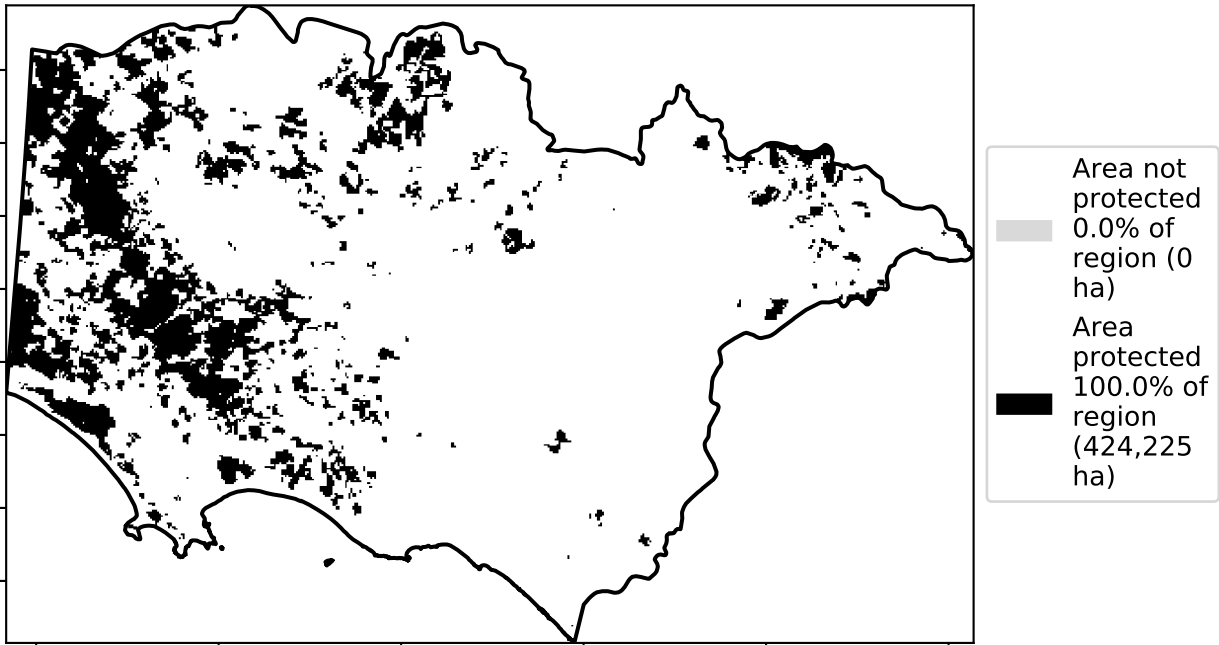 Area not
protected
0.0% of
region (0
ha)
Area
protected
100.0% of
region
(424,225
ha)